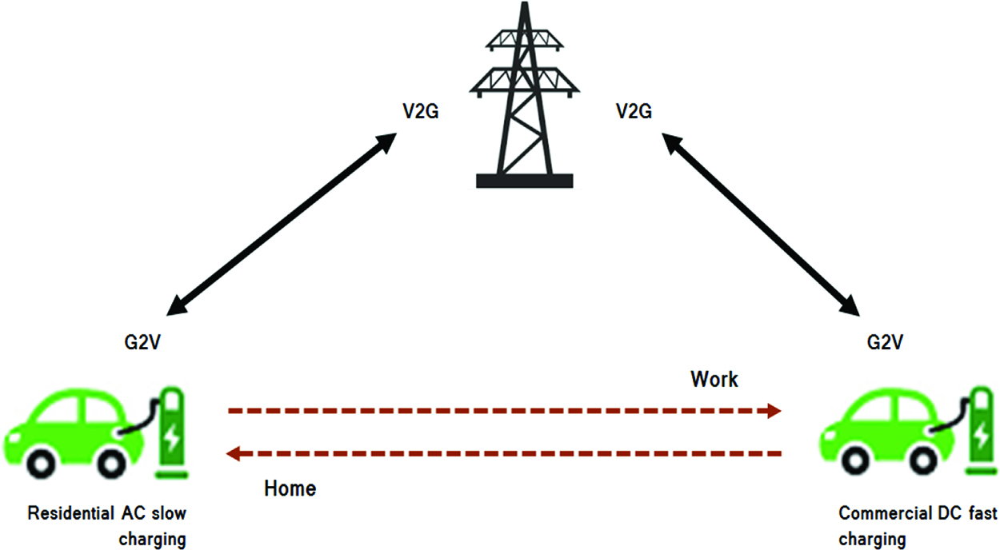 V2G
V2G
G2V
G2V
Work
Home
Residential AC slow
charging
Commercial DC fast
charging